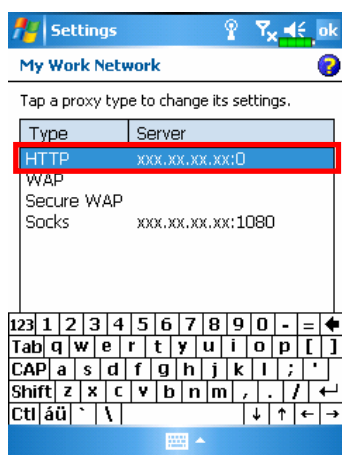 Settings ok
My Work Network ?
Tap a proxy type to change its settings.
Type Server
HTTP xxx.xx.xx.xx:0
WAP
Secure WAP
Socks xxx.xx.xx.xx:1080
123 1 2 3 4 5 6 7 8 9 0 - = 🡄
Tab q w e r t y u i o p [ ]
CAP a s d f g h j k l ; '
Shift z x c v b n m , . / ↵
Ctl áü ` \ ↓ ↑ ← →